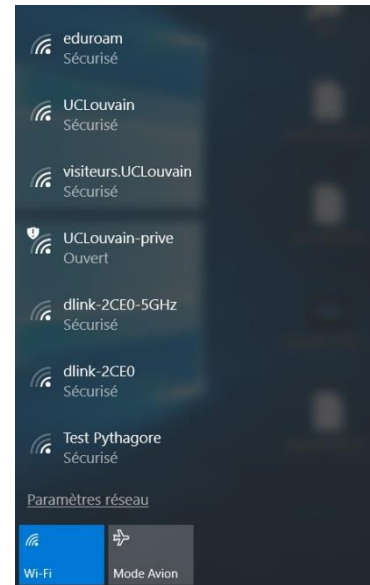 eduroam
Sécurisé
UCLouvain
Sécurisé
visiteurs.UCLouvain
Sécurisé
UCLouvain-prive
Ouvert
dlink-2CE0-5GHz
Sécurisé
dlink-2CE0
Sécurisé
Test Pythagore
Sécurisé
Paramètres réseau
Wi-Fi
Mode Avion